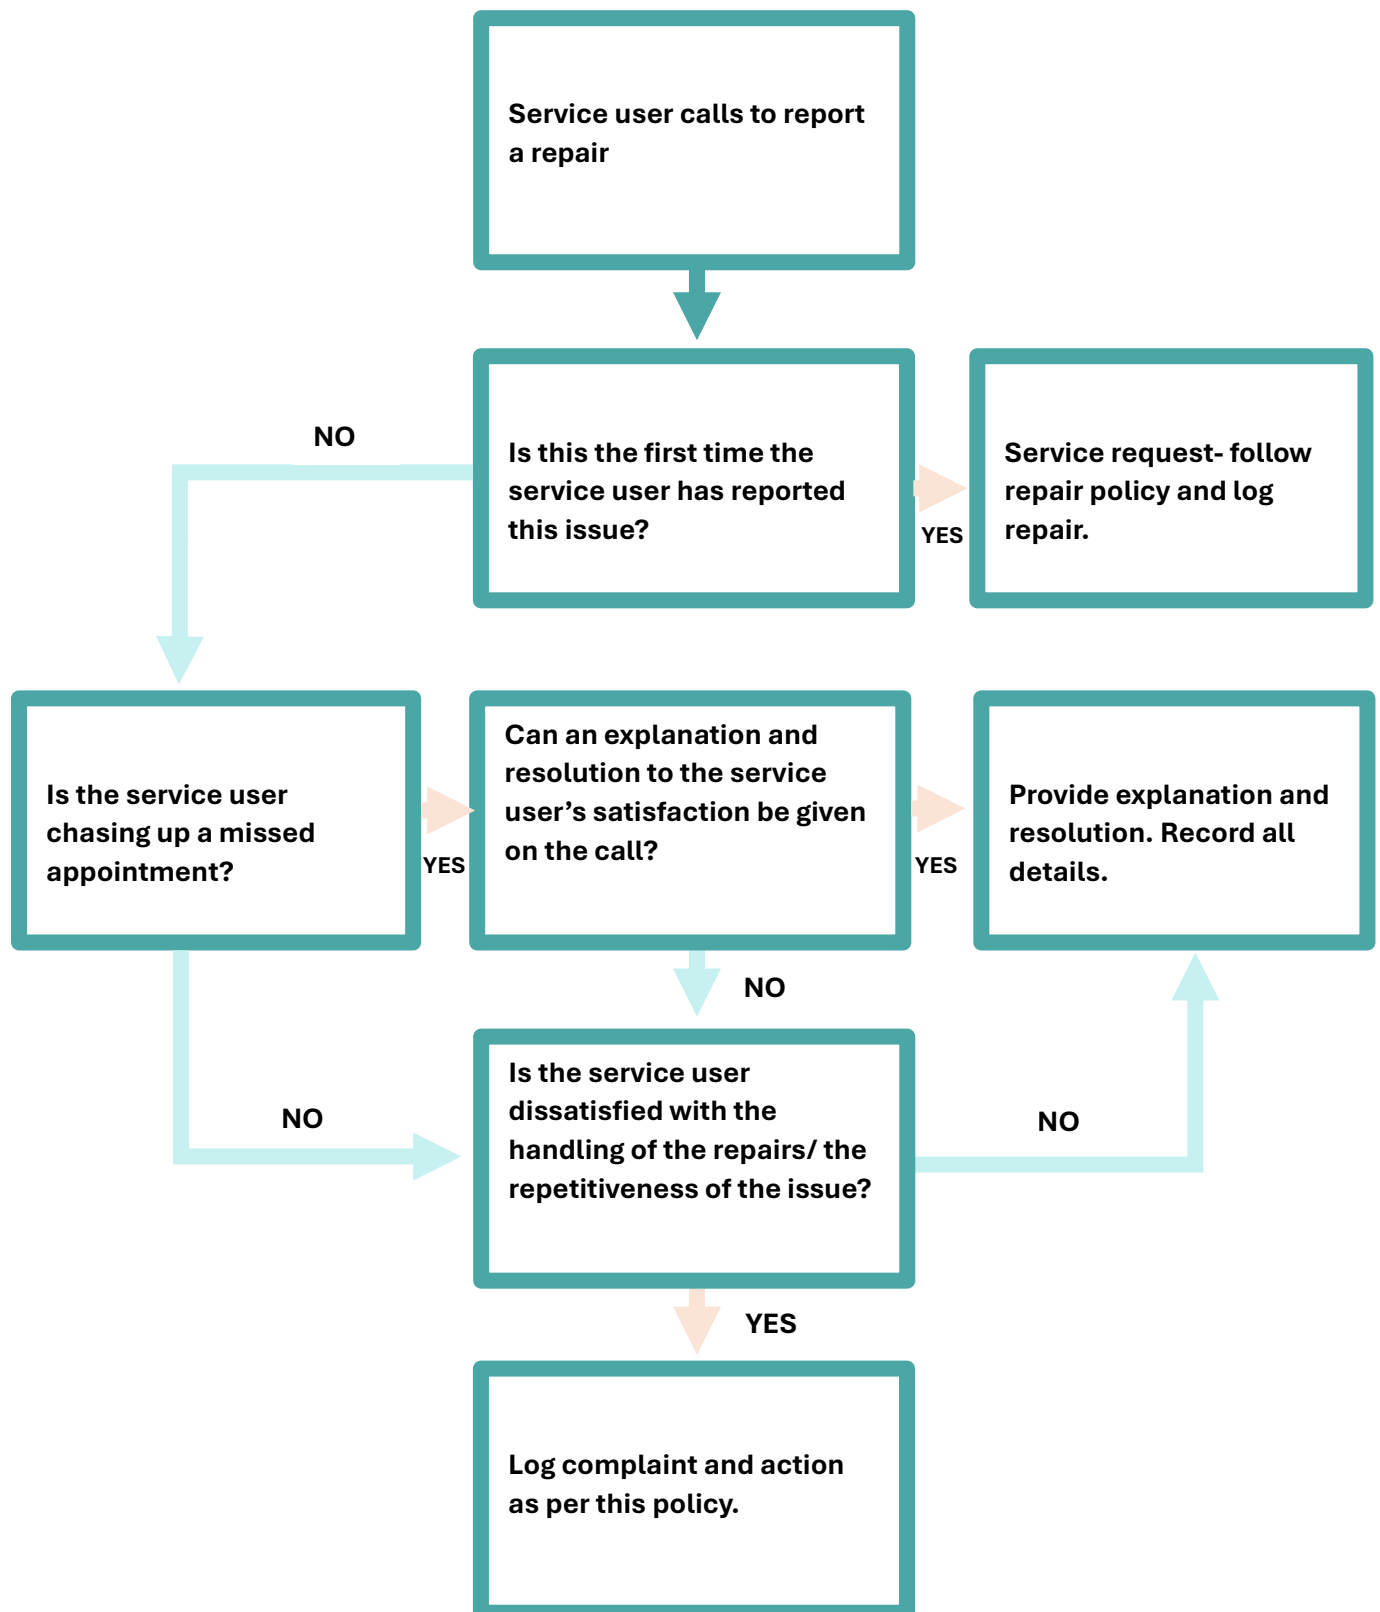 Service user calls to report
a repair
NO
Is this the first time the
service user has reported
this issue?
YES
Service request- follow
repair policy and log
repair.
Is the service user
chasing up a missed
appointment?
YES
Can an explanation and
resolution to the service
user’s satisfaction be given
on the call?
YES
Provide explanation and
resolution. Record all
details.
NO
NO
Is the service user
dissatisfied with the
handling of the repairs/ the
repetitiveness of the issue?
NO
YES
Log complaint and action
as per this policy.